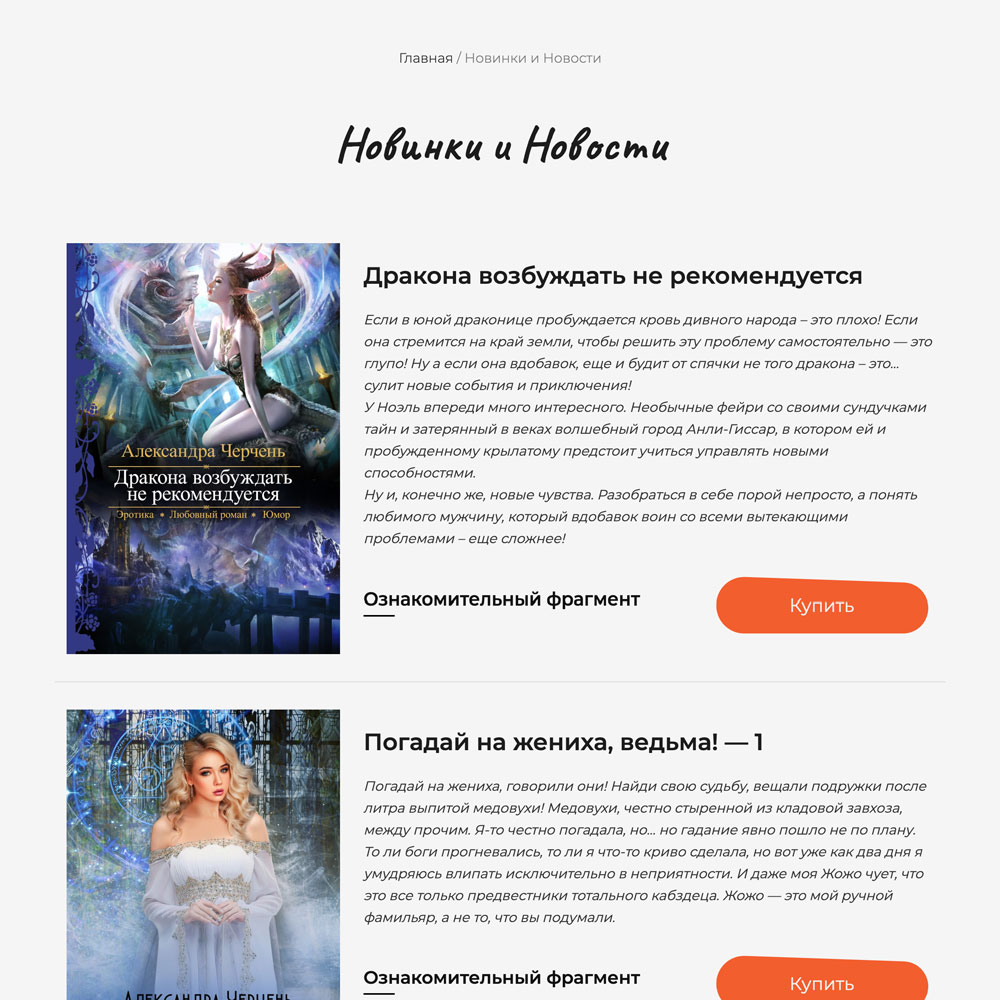 Главная / Новинки и Новости
Новинки и Новости
Александра Черчень
Дракона возбуждать
не рекомендуется
Эротика • Любовный роман • Юмор
Дракона возбуждать не рекомендуется
Если в юной драконице пробуждается кровь дивного народа – это плохо! Если
она стремится на край земли, чтобы решить эту проблему самостоятельно — это
глупо! Ну а если она вдобавок, еще и будит от спячки не того дракона – это...
сулит новые события и приключения!
У Ноэль впереди много интересного. Необычные фейри со своими сундучками
тайн и затерянный в веках волшебный город Анли-Гиссар, в котором ей и
пробужденному крылатому предстоит учиться управлять новыми
способностями.
Ну и, конечно же, новые чувства. Разобраться в себе порой непросто, а понять
любимого мужчину, который вдобавок воин со всеми вытекающими
проблемами – еще сложнее!
Ознакомительный фрагмент
Купить
Александра Черчень
Погадай на жениха, ведьма! — 1
Погадай на жениха, говорили они! Найди свою судьбу, вещали подружки после
литра выпитой медовухи! Медовухи, честно стыренной из кладовой завхоза,
между прочим. Я-то честно погадала, но... но гадание явно пошло не по плану.
То ли боги прогневались, то ли я что-то криво сделала, но вот уже как два дня я
умудряюсь влипать исключительно в неприятности. И даже моя Жожо чует, что
это все только предвестники тотального кабздеца. Жожо — это мой ручной
фамильяр, а не то, что вы подумали.
Ознакомительный фрагмент
Купить